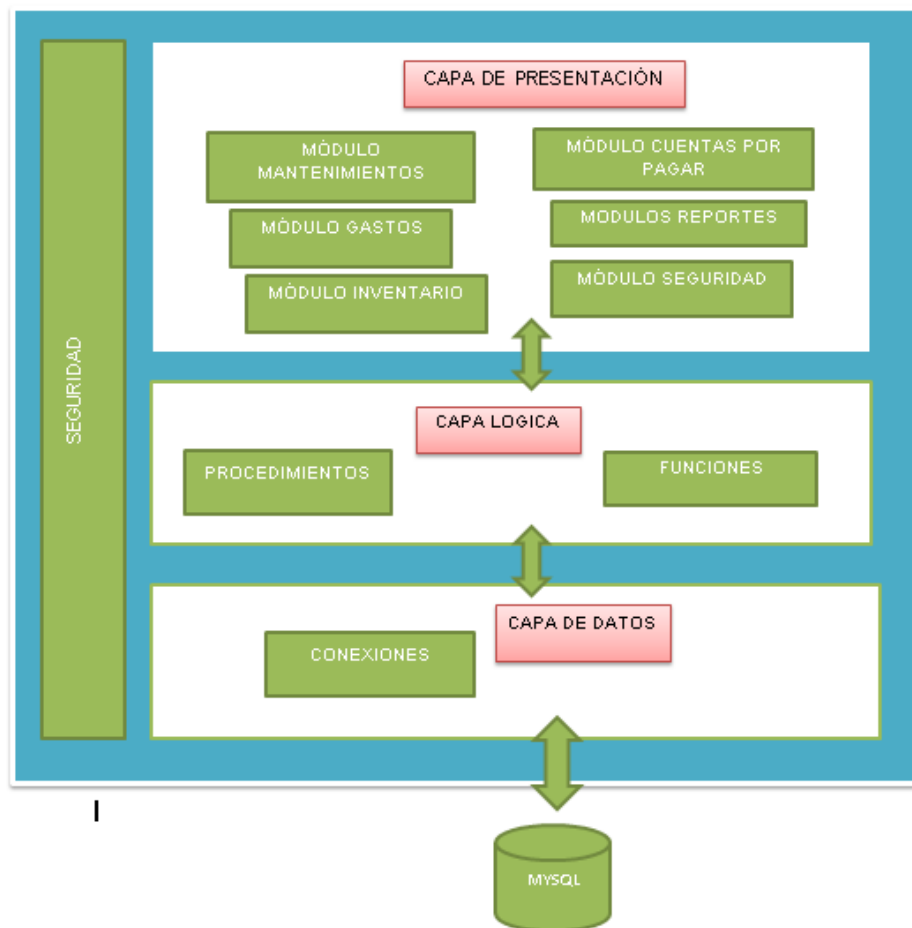 SEGURIDAD
CAPA DE PRESENTACIÓN
MÓDULO
MANTENIMIENTOS
MÓDULO CUENTAS POR
PAGAR
MÓDULO GASTOS
MODULOS REPORTES
MÓDULO INVENTARIO
MÓDULO SEGURIDAD
CAPA LOGICA
PROCEDIMIENTOS
FUNCIONES
CAPA DE DATOS
CONEXIONES
MYSQL